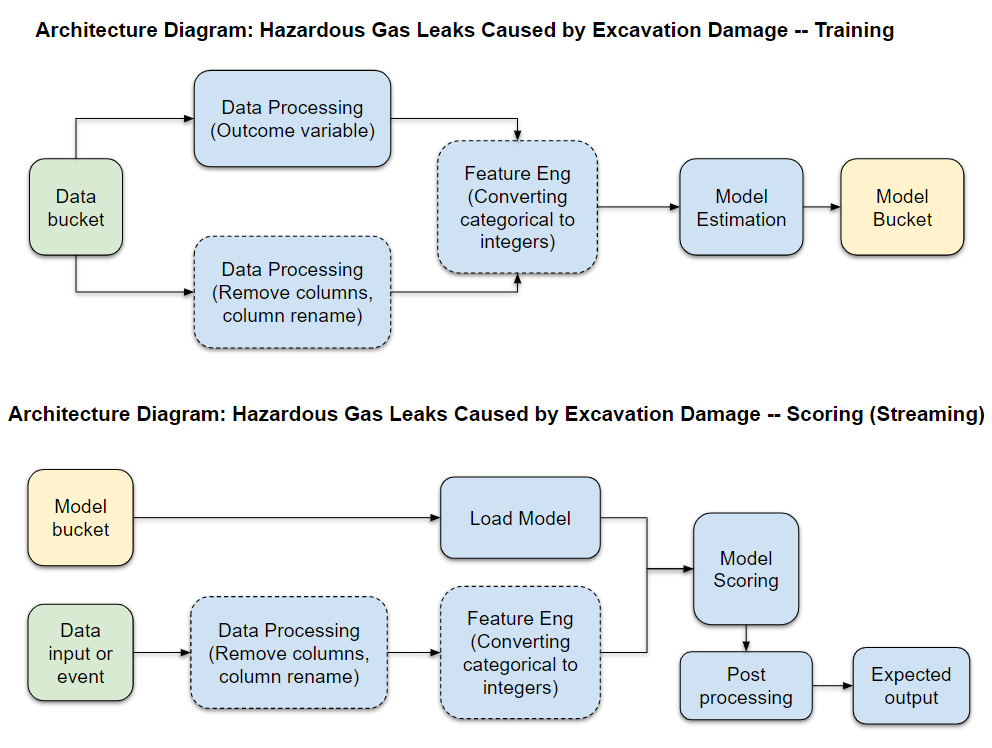 Architecture Diagram: Hazardous Gas Leaks Caused by Excavation Damage -- Training
Data Processing
(Outcome variable)
Data
bucket
Data Processing
(Remove columns,
column rename)
Feature Eng
(Converting
categorical to
integers)
Model
Estimation
Model
Bucket
Architecture Diagram: Hazardous Gas Leaks Caused by Excavation Damage -- Scoring (Streaming)
Model
bucket
Load Model
Data
input or
event
Data Processing
(Remove columns,
column rename)
Feature Eng
(Converting
categorical to
integers)
Model
Scoring
Post
processing
Expected
output